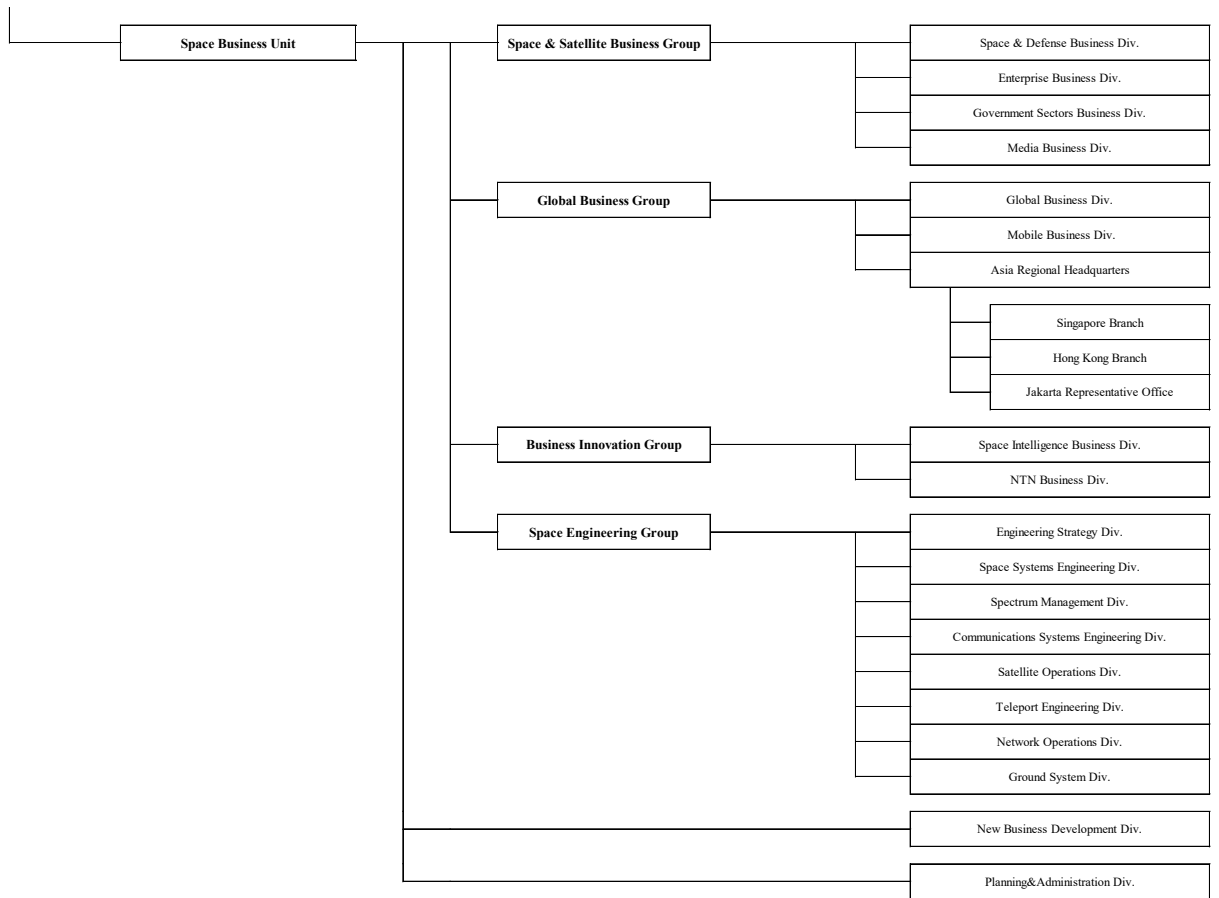 Space Business Unit
Space & Satellite Business Group
Space & Defense Business Div.
Enterprise Business Div.
Government Sectors Business Div.
Media Business Div.
Global Business Group
Global Business Div.
Mobile Business Div.
Asia Regional Headquarters
Singapore Branch
Hong Kong Branch
Jakarta Representative Office
Business Innovation Group
Space Intelligence Business Div.
NTN Business Div.
Space Engineering Group
Engineering Strategy Div.
Space Systems Engineering Div.
Spectrum Management Div.
Communications Systems Engineering Div.
Satellite Operations Div.
Teleport Engineering Div.
Network Operations Div.
Ground System Div.
New Business Development Div.
Planning&Administration Div.